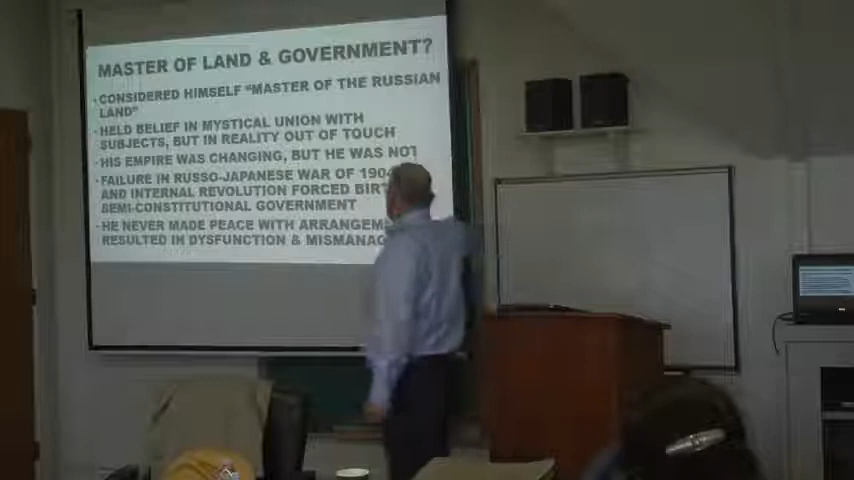 MASTER OF LAND & GOVERNMENT?
• CONSIDERED HIMSELF "MASTER OF THE RUSSIAN
LAND"
• HELD BELIEF IN MYSTICAL UNION WITH
SUBJECTS, BUT IN REALITY OUT OF TOUCH
• HIS EMPIRE WAS CHANGING, BUT HE WAS NOT
• FAILURE IN RUSSO-JAPANESE WAR OF 190
AND INTERNAL REVOLUTION FORCED
SEMI-CONSTITUTIONAL GOVERNMENT
• HE NEVER MADE PEACE WITH
RESULTED IN DYSFUNCTION &